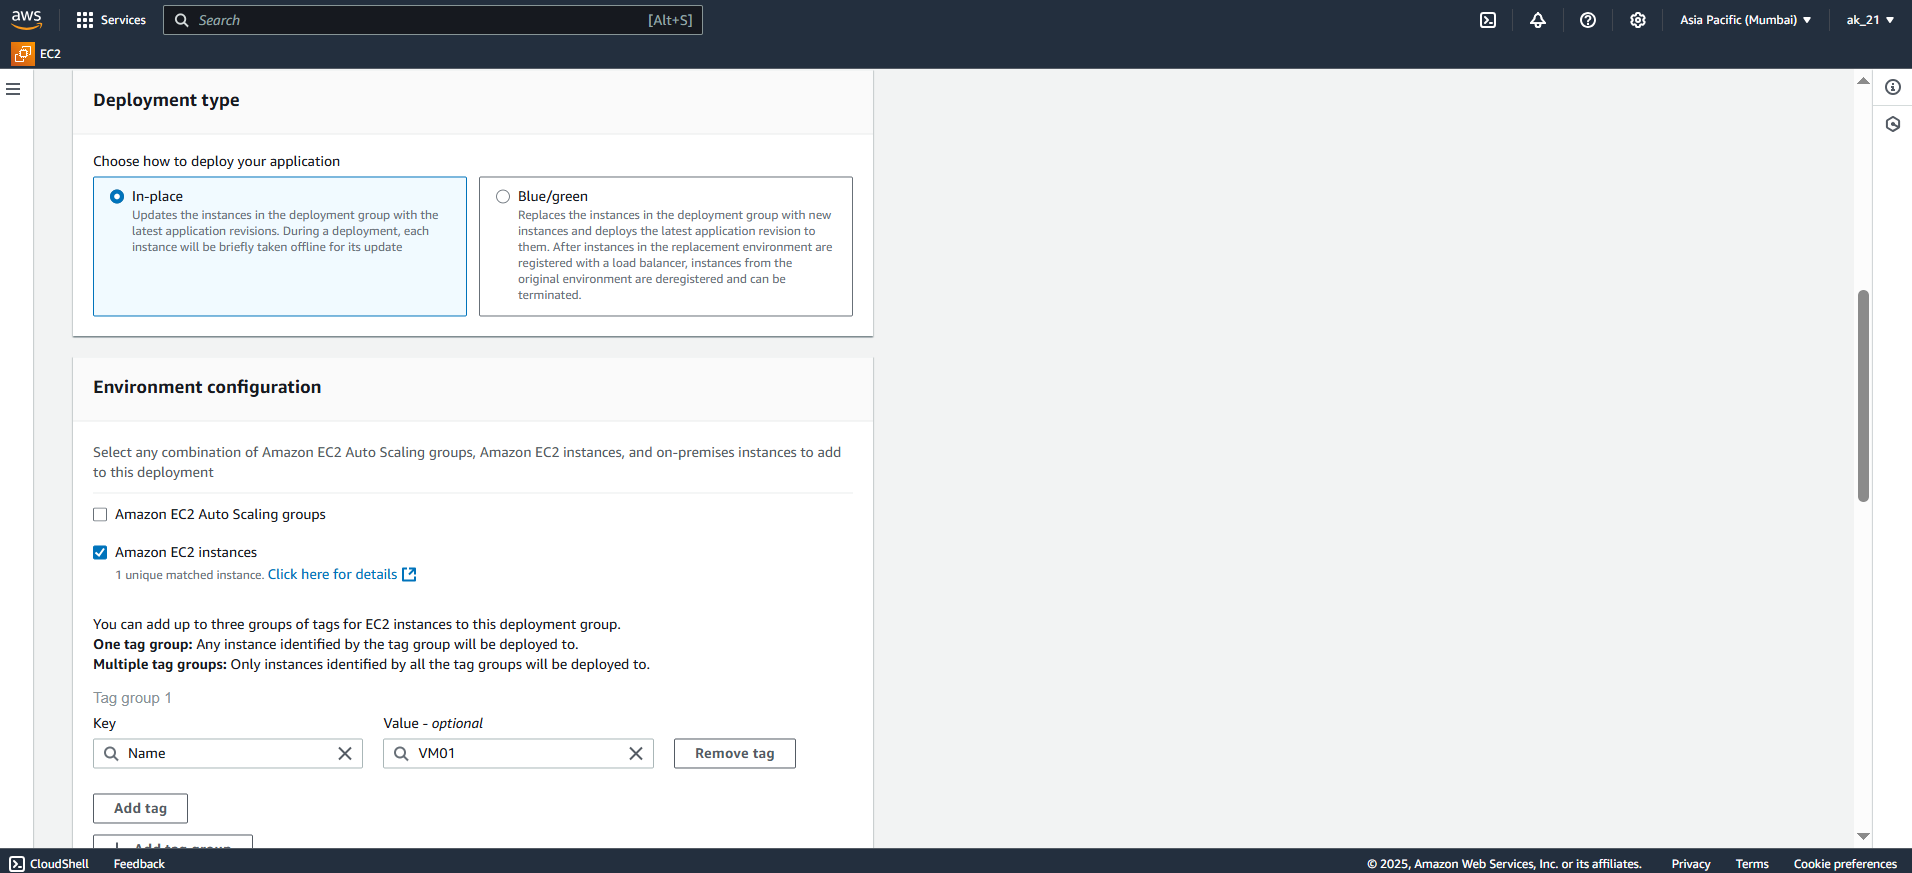 aws
Services
Search
[Alt+S]
Asia Pacific (Mumbai)
ak_21
EC2
Deployment type
Choose how to deploy your application
In-place
Updates the instances in the deployment group with the
latest application revisions. During a deployment, each
instance will be briefly taken offline for its update
Blue/green
Replaces the instances in the deployment group with new
instances and deploys the latest application revision to
them. After instances in the replacement environment are
registered with a load balancer, instances from the
original environment are deregistered and can be
terminated.
Environment configuration
Select any combination of Amazon EC2 Auto Scaling groups, Amazon EC2 instances, and on-premises instances to add
to this deployment
Amazon EC2 Auto Scaling groups
Amazon EC2 instances
1 unique matched instance. Click here for details
You can add up to three groups of tags for EC2 instances to this deployment group.
One tag group: Any instance identified by the tag group will be deployed to.
Multiple tag groups: Only instances identified by all the tag groups will be deployed to.
Tag group 1
Key
Value - optional
Name
VM01
Remove tag
Add tag
Add tag group
CloudShell
Feedback
© 2025, Amazon Web Services, Inc. or its affiliates.
Privacy
Terms
Cookie preferences